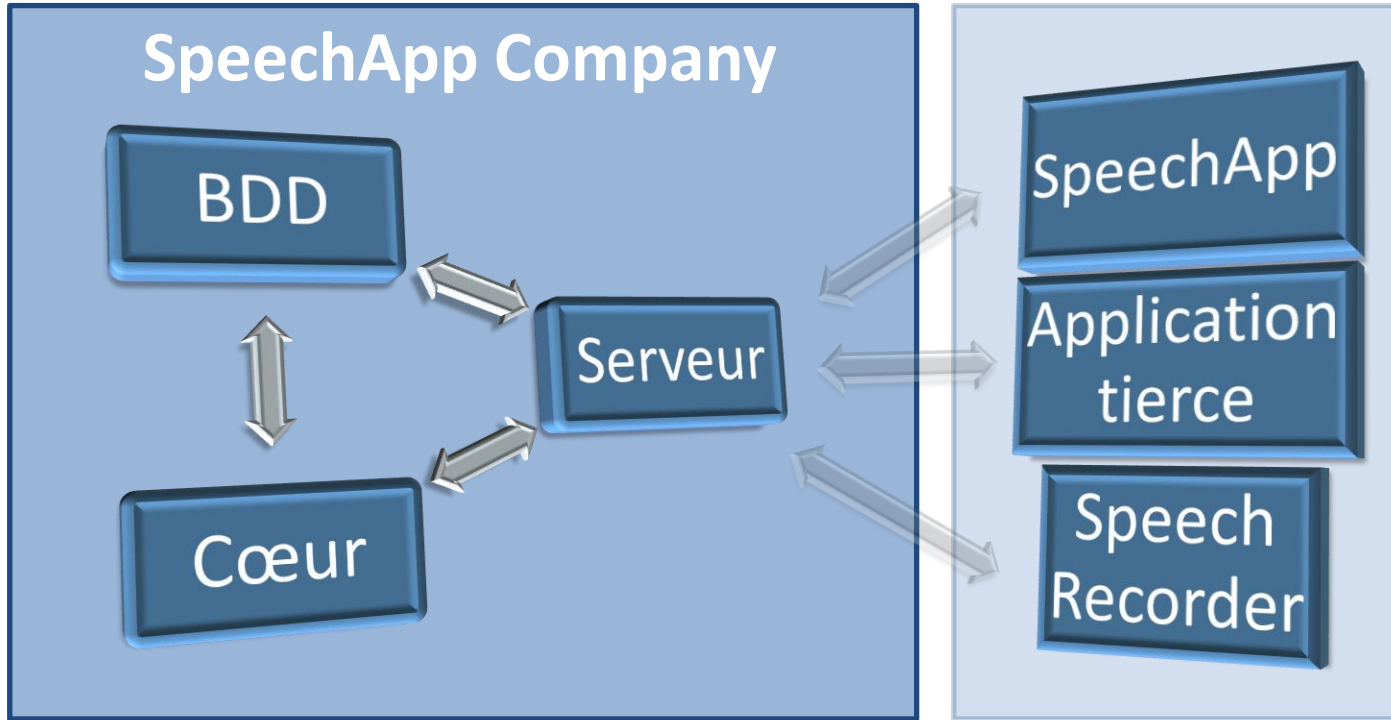 SpeechApp Company
BDD
Serveur
Cœur
SpeechApp
Application
tierce
Speech
Recorder